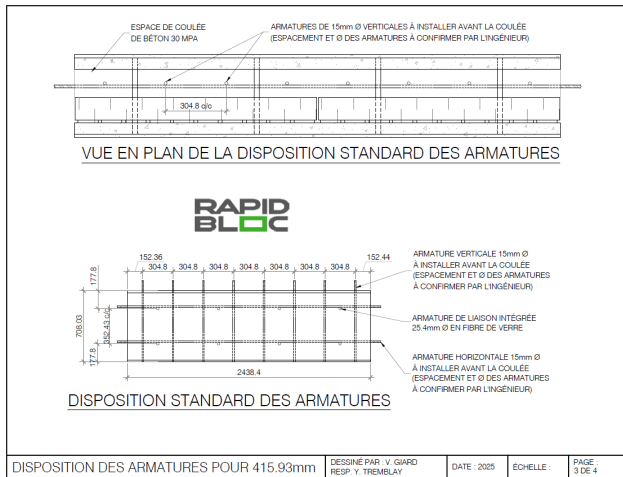 ESPACE DE COULÉE
DE BÉTON 30 MPA
ARMATURES DE 15mm Ø VERTICALES À INSTALLER AVANT LA COULÉE
(ESPACEMENT ET Ø DES ARMATURES À CONFIRMER PAR L'INGÉNIEUR)
304.8 c/c
VUE EN PLAN DE LA DISPOSITION STANDARD DES ARMATURES
RAPID
BLOC
152.36
304.8 304.8 304.8 304.8 304.8 304.8 304.8
152.44
177.8
708.03
352.43 c/c
177.8
2438.4
ARMATURE VERTICALE 15mm Ø
À INSTALLER AVANT LA COULÉE
(ESPACEMENT ET Ø DES ARMATURES
À CONFIRMER PAR L'INGÉNIEUR)
ARMATURE DE LIAISON INTÉGRÉE
25.4mm Ø EN FIBRE DE VERRE
ARMATURE HORIZONTALE 15mm Ø
À INSTALLER AVANT LA COULÉE
(ESPACEMENT ET Ø DES ARMATURES
À CONFIRMER PAR L'INGÉNIEUR)
DISPOSITION STANDARD DES ARMATURES
DISPOSITION DES ARMATURES POUR 415.93mm
DESSINÉ PAR : V. GIARD
RESP. Y. TREMBLAY
DATE : 2025
ÉCHELLE :
PAGE :
3 DE 4